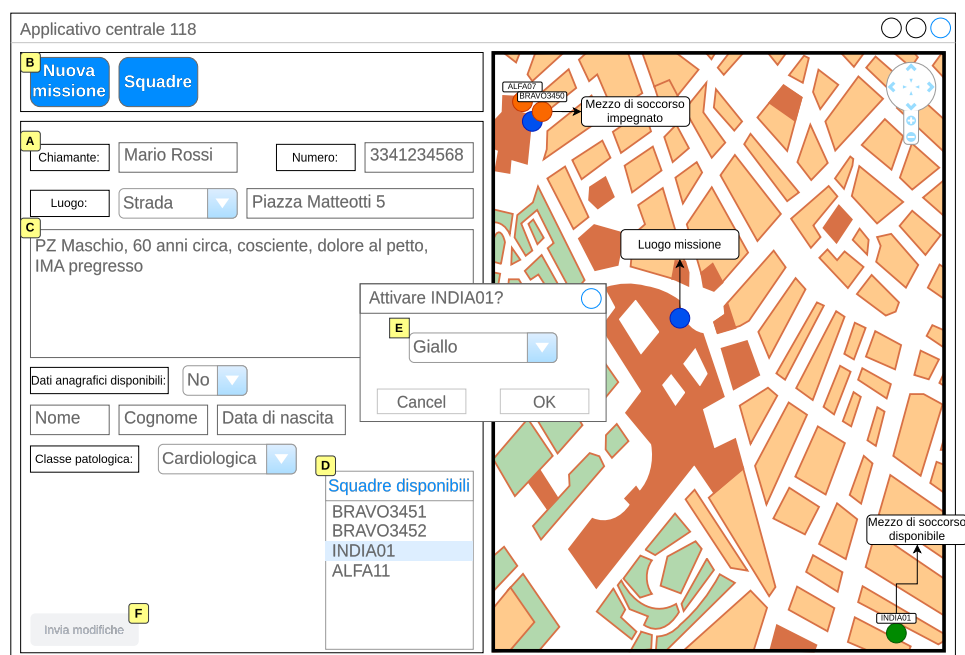 Applicativo centrale 118
B
Nuova
missione
Squadre
A
Chiamante:
Mario Rossi
Numero:
3341234568
Luogo:
Strada
Piazza Matteotti 5
C
PZ Maschio, 60 anni circa, cosciente, dolore al petto,
IMA pregresso
Attivare INDIA01?
E
Giallo
Cancel
OK
Dati anagrafici disponibili:
No
Nome
Cognome
Data di nascita
Classe patologica:
Cardiologica
D
Squadre disponibili
BRAVO3451
BRAVO3452
INDIA01
ALFA11
F
Invia modifiche
ALFA07
BRAVO3450
Mezzo di soccorso
impegnato
Luogo missione
Mezzo di soccorso
disponibile
INDIA01